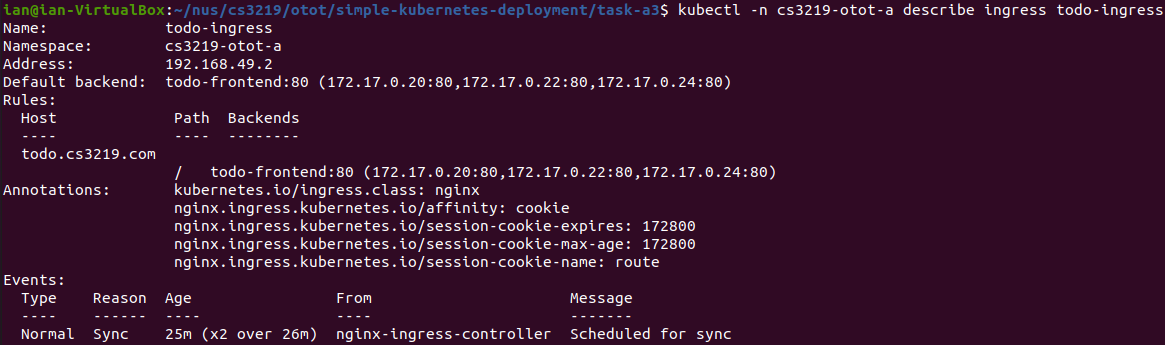 ian@ian-VirtualBox:~/nus/cs3219/otot/simple-kubernetes-deployment/task-a3$ kubectl -n cs3219-otot-a describe ingress todo-ingress
Name:             todo-ingress
Namespace:        cs3219-otot-a
Address:          192.168.49.2
Default backend:  todo-frontend:80 (172.17.0.20:80,172.17.0.22:80,172.17.0.24:80)
Rules:
  Host             Path  Backends
  ----             ----  --------
  todo.cs3219.com
                   /   todo-frontend:80 (172.17.0.20:80,172.17.0.22:80,172.17.0.24:80)
Annotations:       kubernetes.io/ingress.class: nginx
                   nginx.ingress.kubernetes.io/affinity: cookie
                   nginx.ingress.kubernetes.io/session-cookie-expires: 172800
                   nginx.ingress.kubernetes.io/session-cookie-max-age: 172800
                   nginx.ingress.kubernetes.io/session-cookie-name: route
Events:
  Type    Reason  Age                From                      Message
  ----    ------  ----               ----                      -------
  Normal  Sync    25m (x2 over 26m)  nginx-ingress-controller  Scheduled for sync